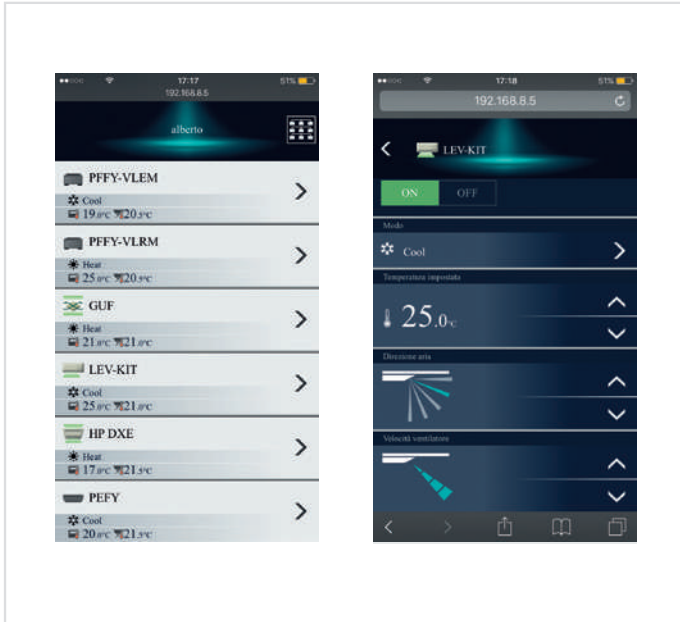 17:17
51%
192.168.8.5
alberto
PFFY-VLEM
Cool
19.0°C 20.5°C
PFFY-VLRM
Heat
25.0°C 20.5°C
GUF
Heat
21.0°C 21.0°C
LEV-KIT
Cool
25.0°C 21.0°C
HP DXE
Heat
17.0°C 21.5°C
PEFY
Cool
20.0°C 21.5°C
17:18
51%
192.168.8.5
LEV-KIT
ON OFF
Modo
Cool
Temperatura impostata
25.0°C
Direzione aria
Velocità ventilatore